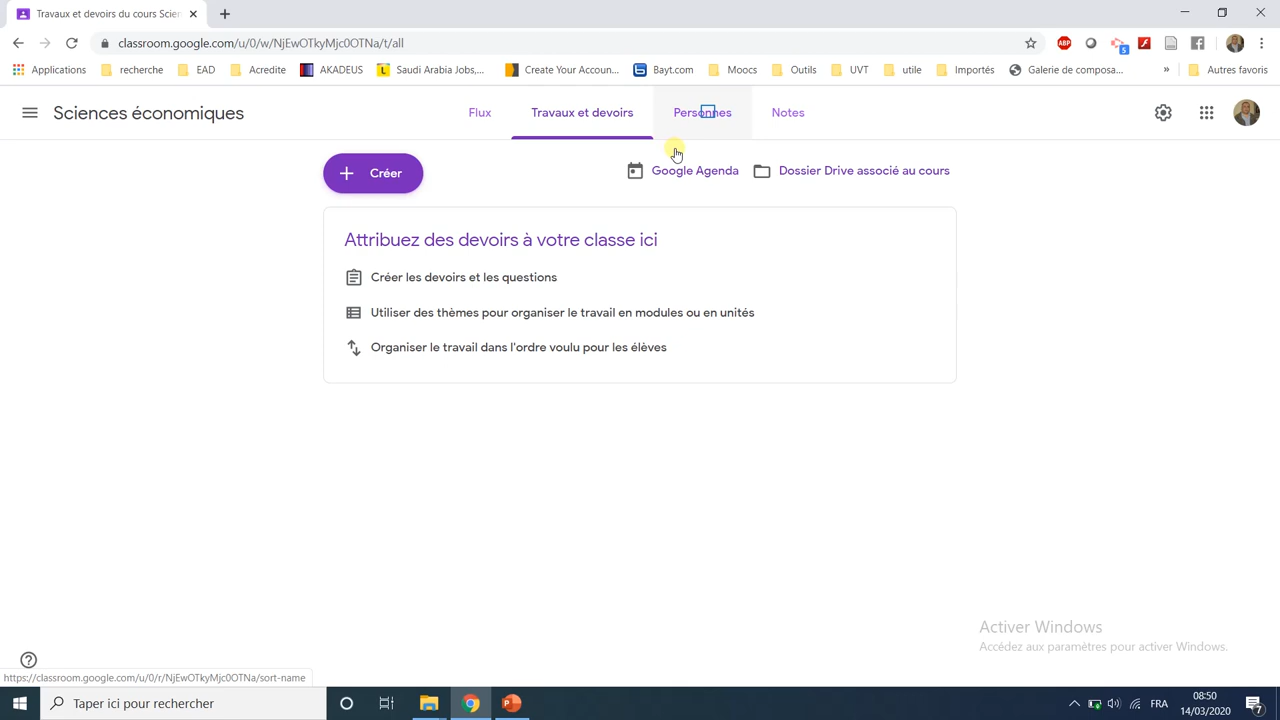 Travaux et devoirs du cours Scien
classroom.google.com/u/0/w/NjEwOTkyMjc0OTNa/t/all
ABP
5
Applications
recherche
EAD
Acredite
AKADEUS
Saudi Arabia Jobs,...
Create Your Accoun...
Bayt.com
Moocs
Outils
UVT
utile
Importés
Galerie de composa...
»
Autres favoris
Sciences économiques
Flux
Travaux et devoirs
Personnes
Notes
Créer
Google Agenda
Dossier Drive associé au cours
Attribuez des devoirs à votre classe ici
Créer les devoirs et les questions
Utiliser des thèmes pour organiser le travail en modules ou en unités
Organiser le travail dans l'ordre voulu pour les élèves
Activer Windows
Accédez aux paramètres pour activer Windows.
https://classroom.google.com/u/0/r/NjEwOTkyMjc0OTNa/sort-name
Taper ici pour rechercher
FRA
08:50
14/03/2020
7